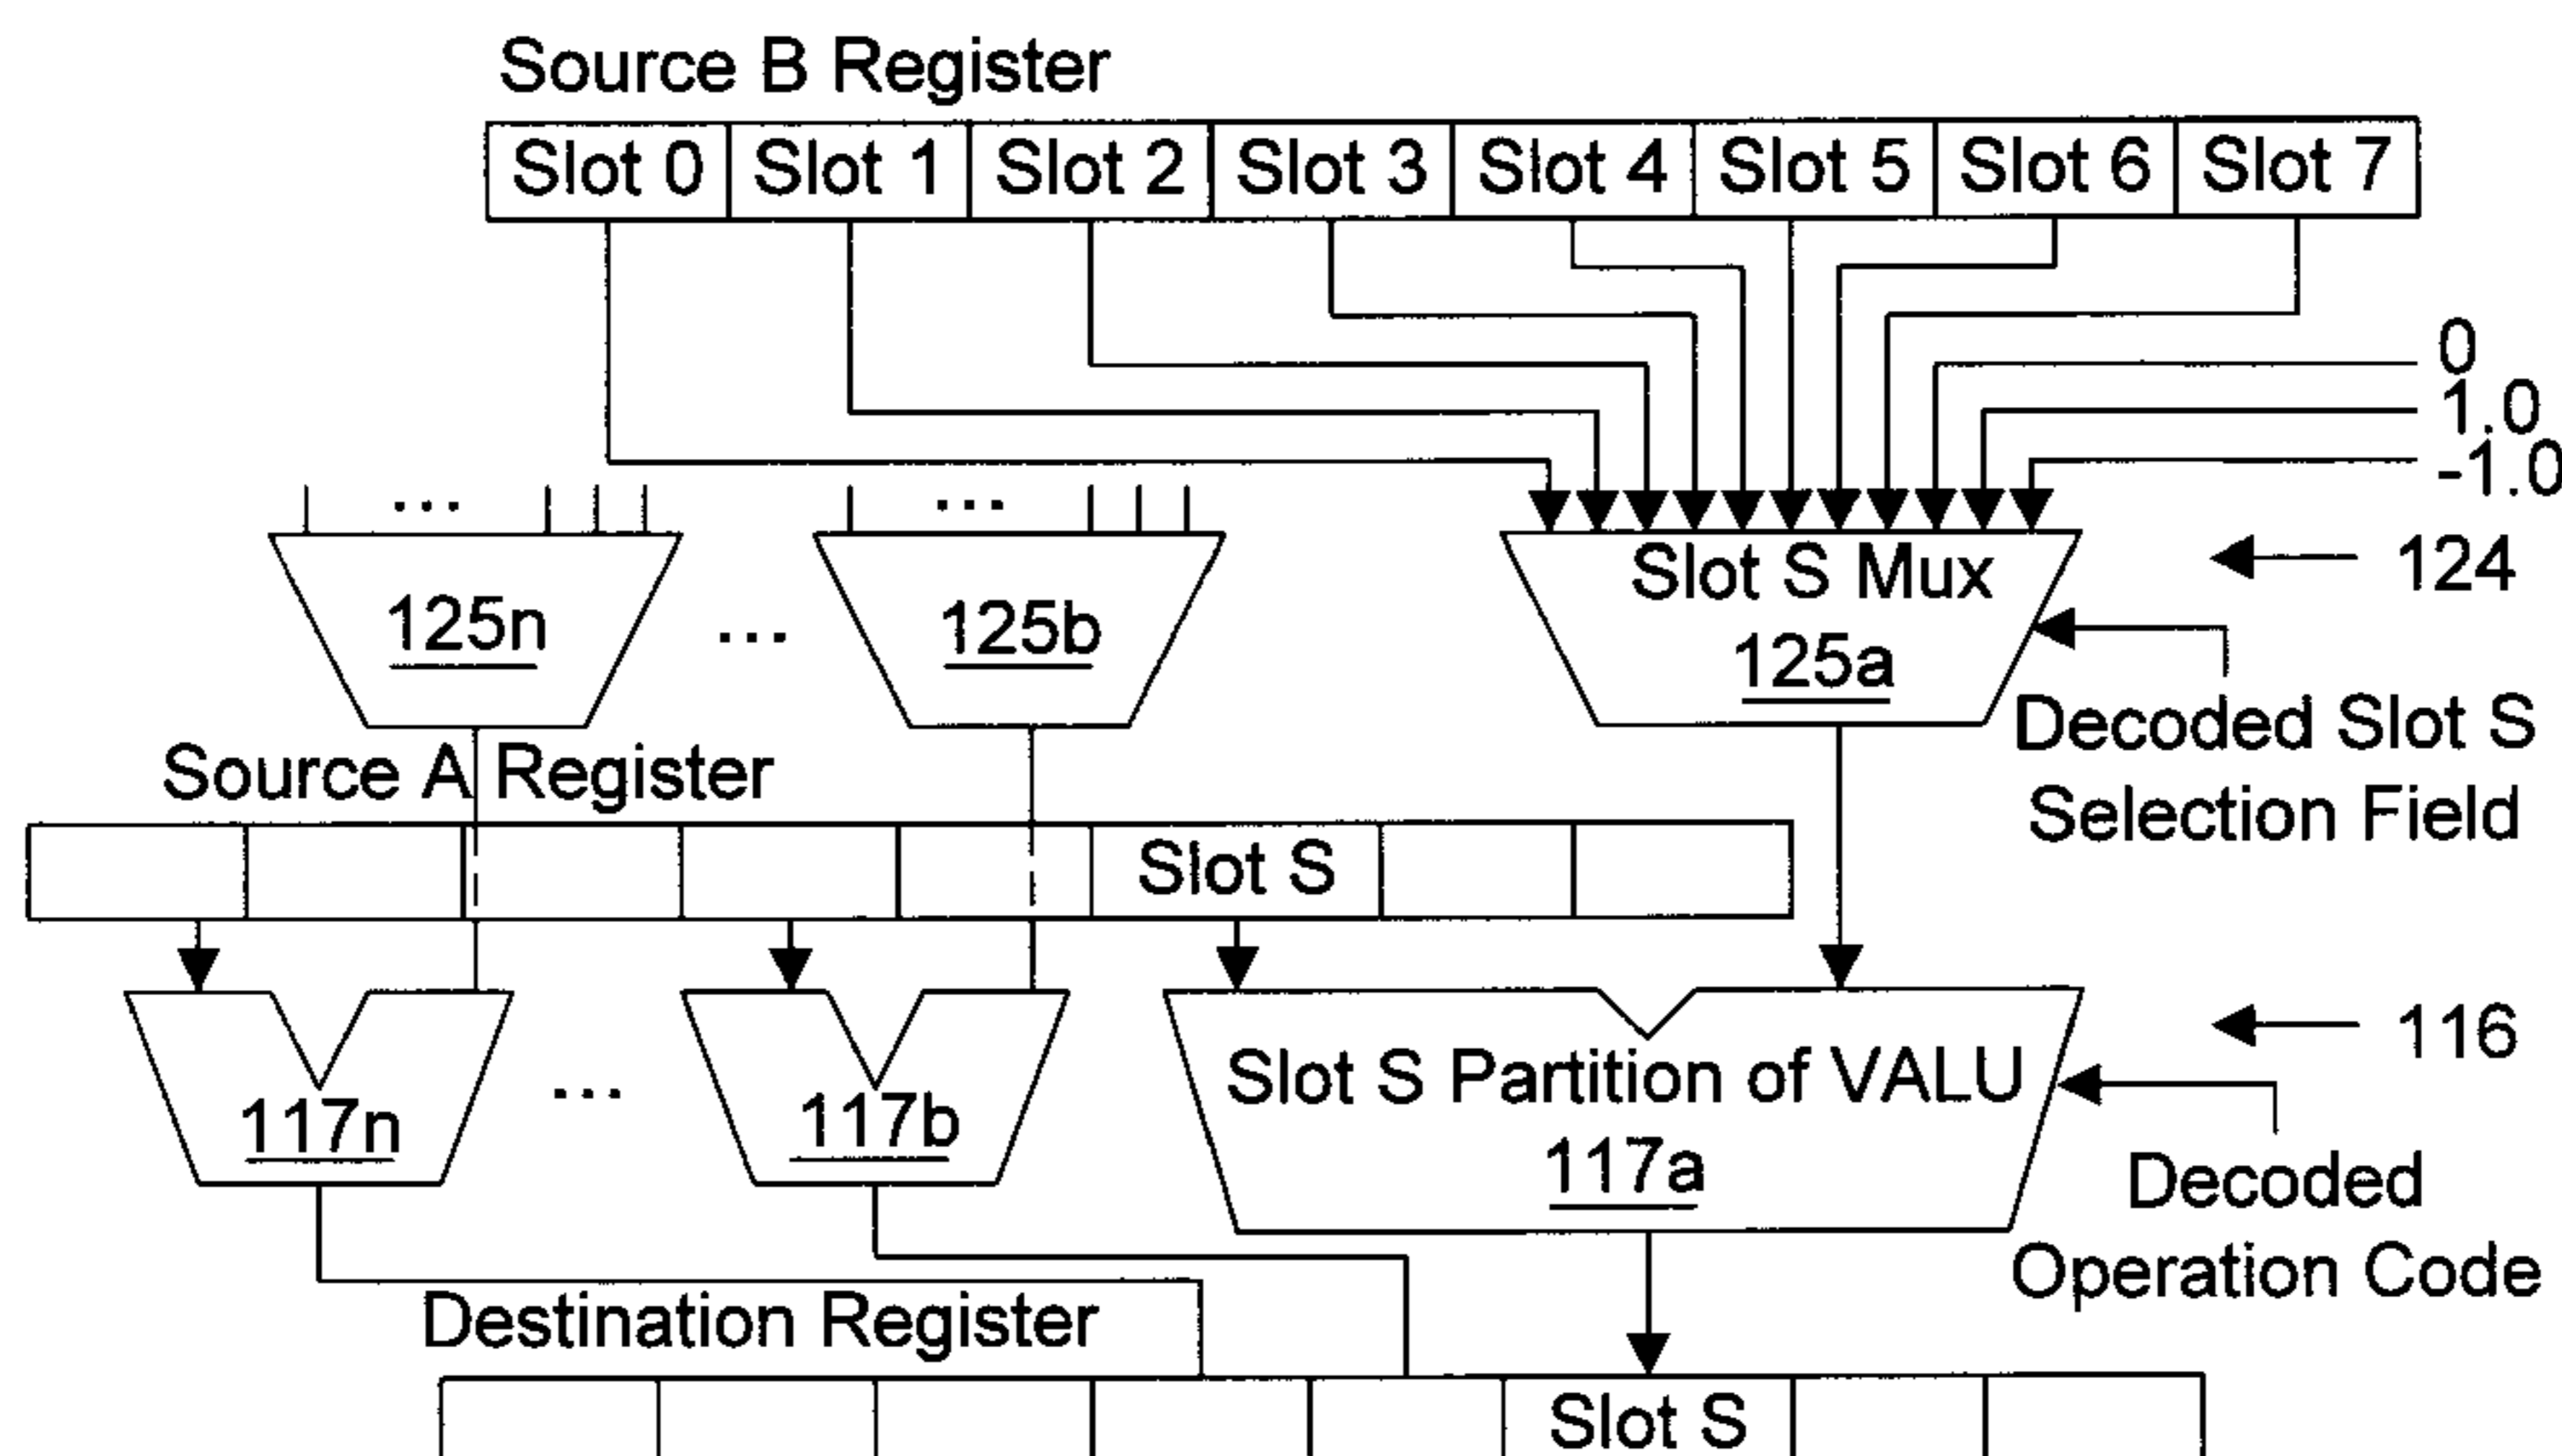 Source B Register
Slot 0 Slot 1 Slot 2 Slot 3 Slot 4 Slot 5 Slot 6 Slot 7
0
1.0
-1.0
... ...
Slot S Mux
124
125n ... 125b
125a
Decoded Slot S
Selection Field
Source A Register
Slot S
116
Slot S Partition of VALU
117n ... 117b
117a
Decoded
Operation Code
Destination Register
Slot S